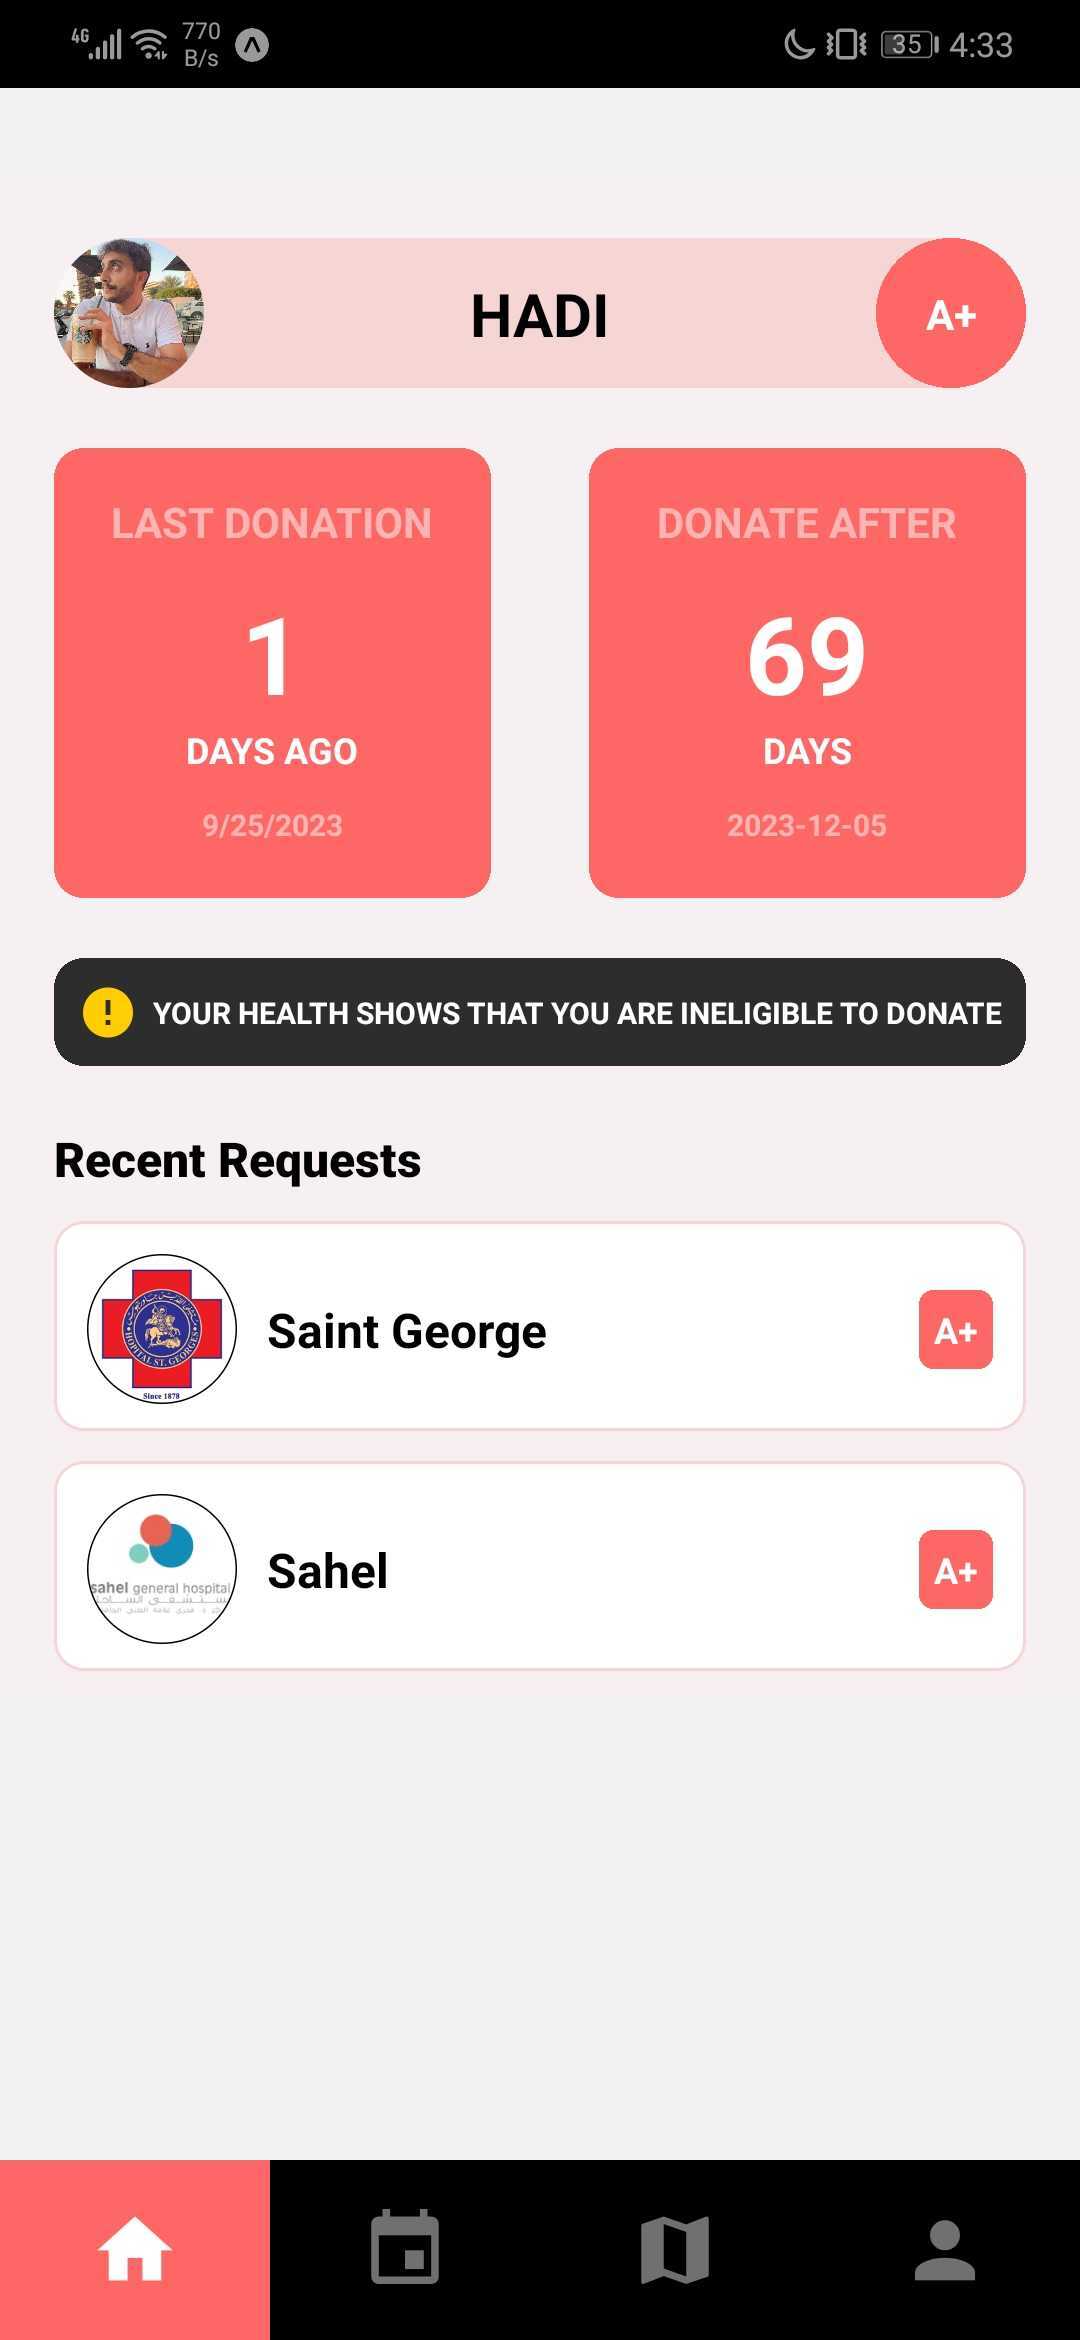 4G 770 B/s 35 4:33
HADI
A+
LAST DONATION
1
DAYS AGO
9/25/2023
DONATE AFTER
69
DAYS
2023-12-05
YOUR HEALTH SHOWS THAT YOU ARE INELIGIBLE TO DONATE
Recent Requests
HOPITAL ST. GEORGES
Since 1878
Saint George
A+
sahel general hospital
Sahel
A+